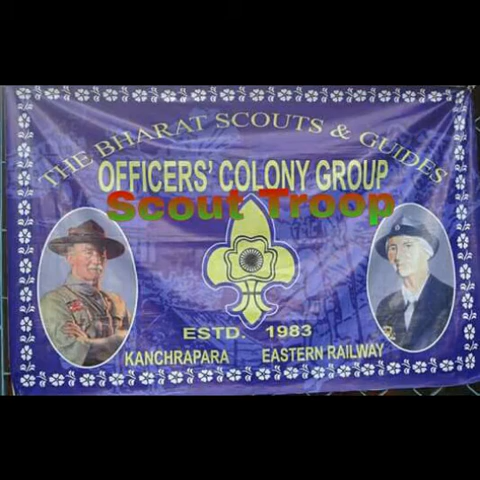 THE BHARAT SCOUTS & GUIDES
OFFICERS' COLONY GROUP
Scout Troop
ESTD. 1983
KANCHRAPARA EASTERN RAILWAY